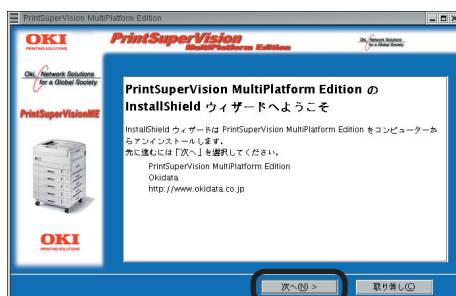 PrintSuperVision MultiPlatform Edition
OKI
PRINTING SOLUTIONS
PrintSuperVision
MultiPlatform Edition
Oki, Network Solutions
for a Global Society
Oki, Network Solutions
for a Global Society
PrintSuperVisionME
OKI
PRINTING SOLUTIONS
PrintSuperVision MultiPlatform Edition の
InstallShield ウィザードへようこそ
InstallShield ウィザードは PrintSuperVision MultiPlatform Edition をコンピューターか
らアンインストールします。
先に進むには「次へ」を選択してください。
PrintSuperVision MultiPlatform Edition
Okidata
http://www.okidata.co.jp
次へ(N) >
取り消し(C)